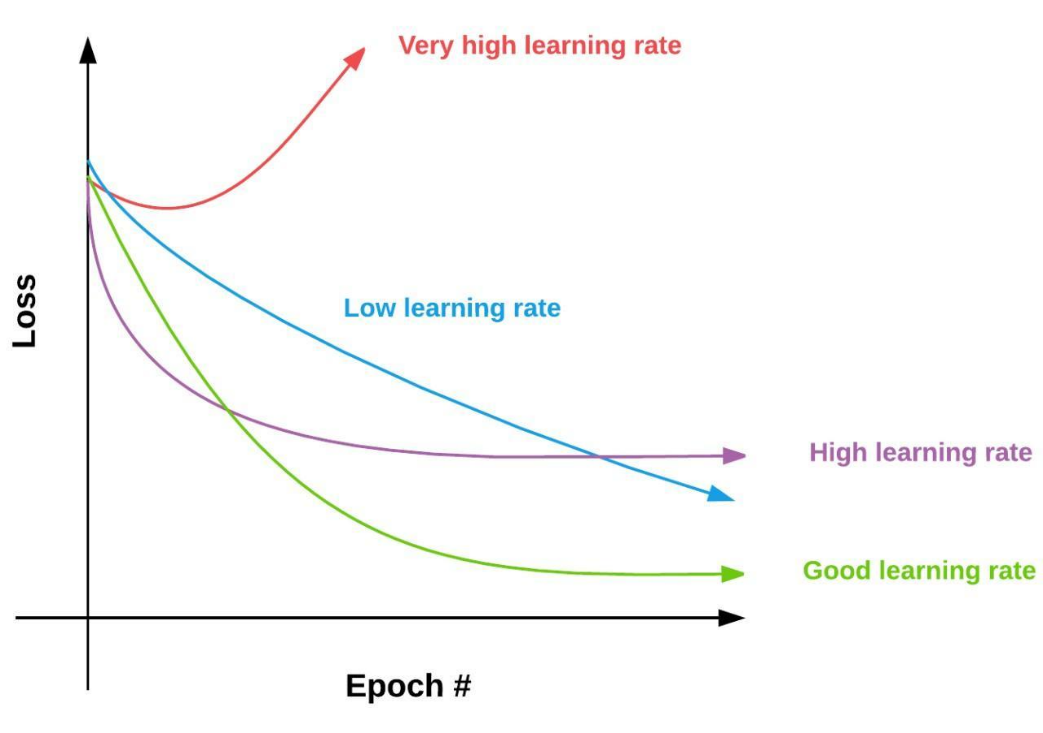 Very high learning rate
Loss
Low learning rate
High learning rate
Good learning rate
Epoch #